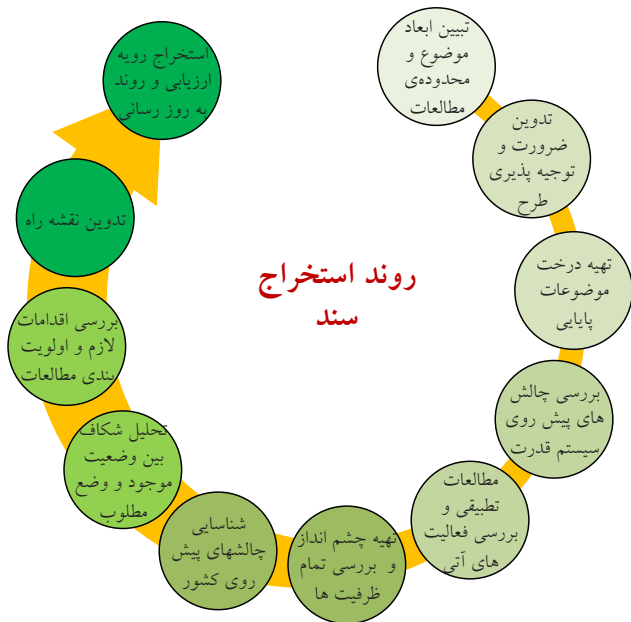 تبیین ابعاد
موضوع و
محدوده‌ی
مطالعات
تدوین
ضرورت و
توجیه پذیری
طرح
تهیه درخت
موضوعات
پایایی
بررسی چالش
های پیش روی
سیستم قدرت
مطالعات
تطبیقی و
بررسی فعالیت
های آتی
تهیه چشم انداز
و بررسی تمام
ظرفیت ها
شناسایی
چالشهای پیش
روی کشور
تحلیل شکاف
بین وضعیت
موجود و وضع
مطلوب
بررسی اقدامات
لازم و اولویت
بندی مطالعات
تدوین نقشه راه
استخراج رویه
ارزیابی و روند
به روز رسانی
روند استخراج
سند